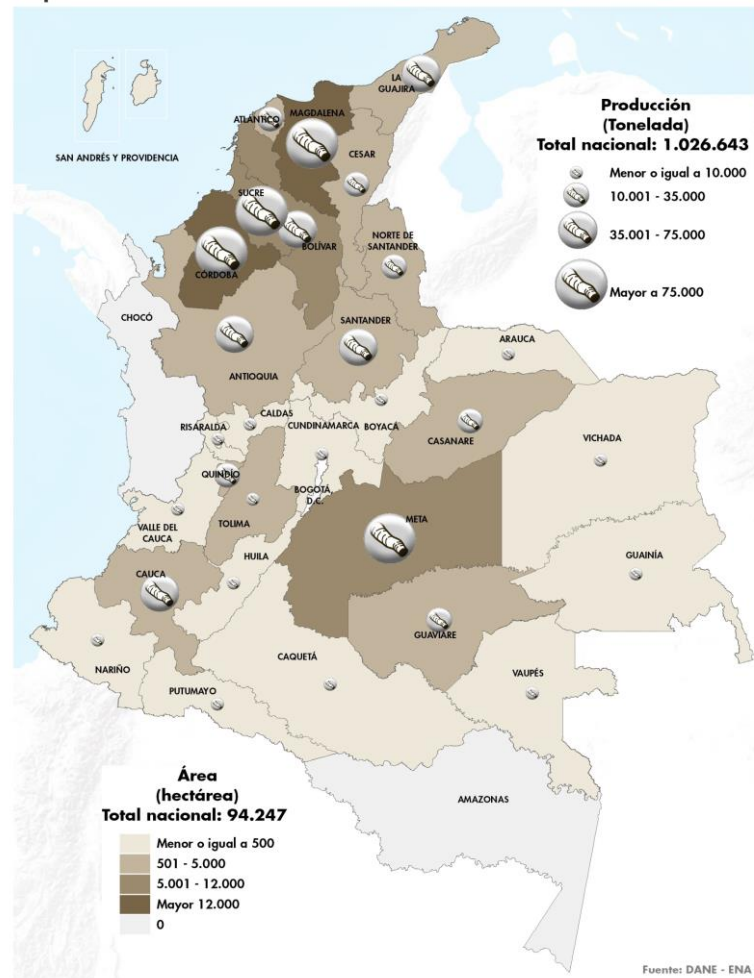 LA
GUAJIRA
ATLÁNTICO
MAGDALENA
CESAR
SAN ANDRÉS Y PROVIDENCIA
SUCRE
BOLÍVAR
NORTE DE
SANTANDER
CÓRDOBA
CHOCÓ
ANTIOQUIA
SANTANDER
ARAUCA
RISARALDA
CALDAS
CUNDINAMARCA
BOYACA
CASANARE
VICHADA
QUINDÍO
BOGOTÁ,
D.C.
META
VALLE DEL
CAUCA
TOLIMA
HUILA
GUAINÍA
CAUCA
GUAVIARE
NARIÑO
CAQUETÁ
VAUPÉS
PUTUMAYO
AMAZONAS
Producción
(Tonelada)
Total nacional: 1.026.643
Menor o igual a 10.000
10.001 - 35.000
35.001 - 75.000
Mayor a 75.000
Área
(hectárea)
Total nacional: 94.247
Menor o igual a 500
501 - 5.000
5.001 - 12.000
Mayor 12.000
0
Fuente: DANE - ENA